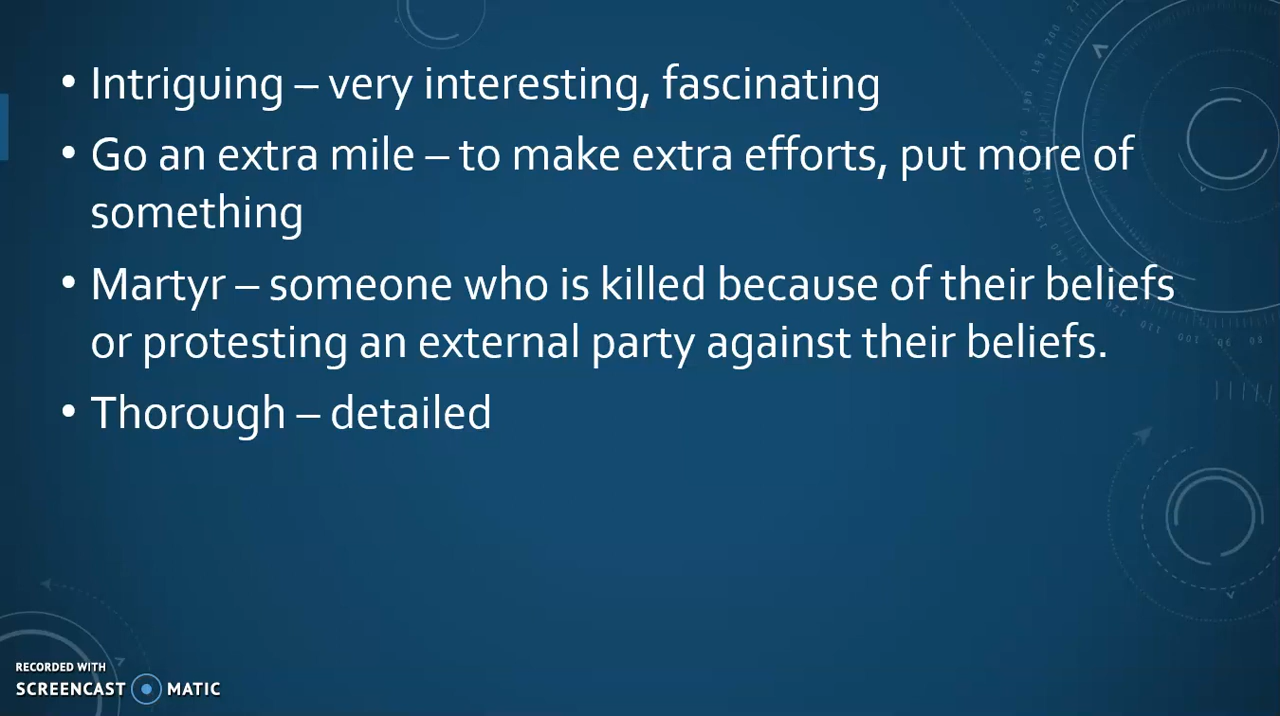 • Intriguing – very interesting, fascinating
• Go an extra mile – to make extra efforts, put more of
something
• Martyr – someone who is killed because of their beliefs
or protesting an external party against their beliefs.
• Thorough – detailed
RECORDED WITH
SCREENCAST MATIC